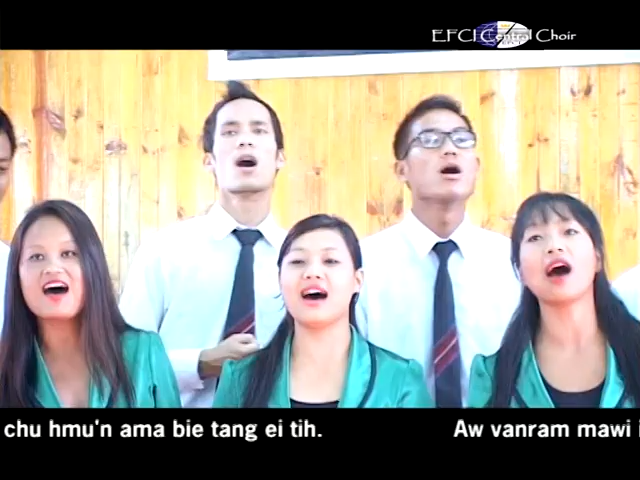 EFCI Central Choir
chu hmu'n ama bie tang ei tih. Aw vanram mawi